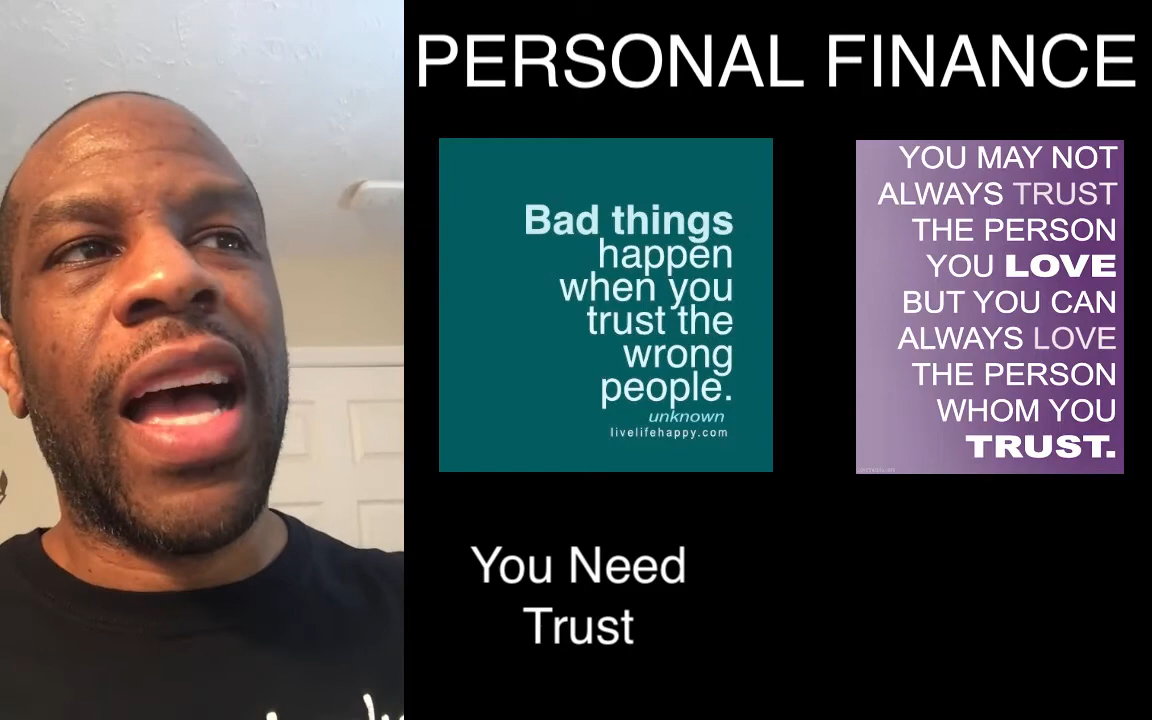 PERSONAL FINANCE
Bad things
happen
when you
trust the
wrong
people.
unknown
livelifehappy.com
YOU MAY NOT
ALWAYS TRUST
THE PERSON
YOU LOVE
BUT YOU CAN
ALWAYS LOVE
THE PERSON
WHOM YOU
TRUST.
You Need
Trust